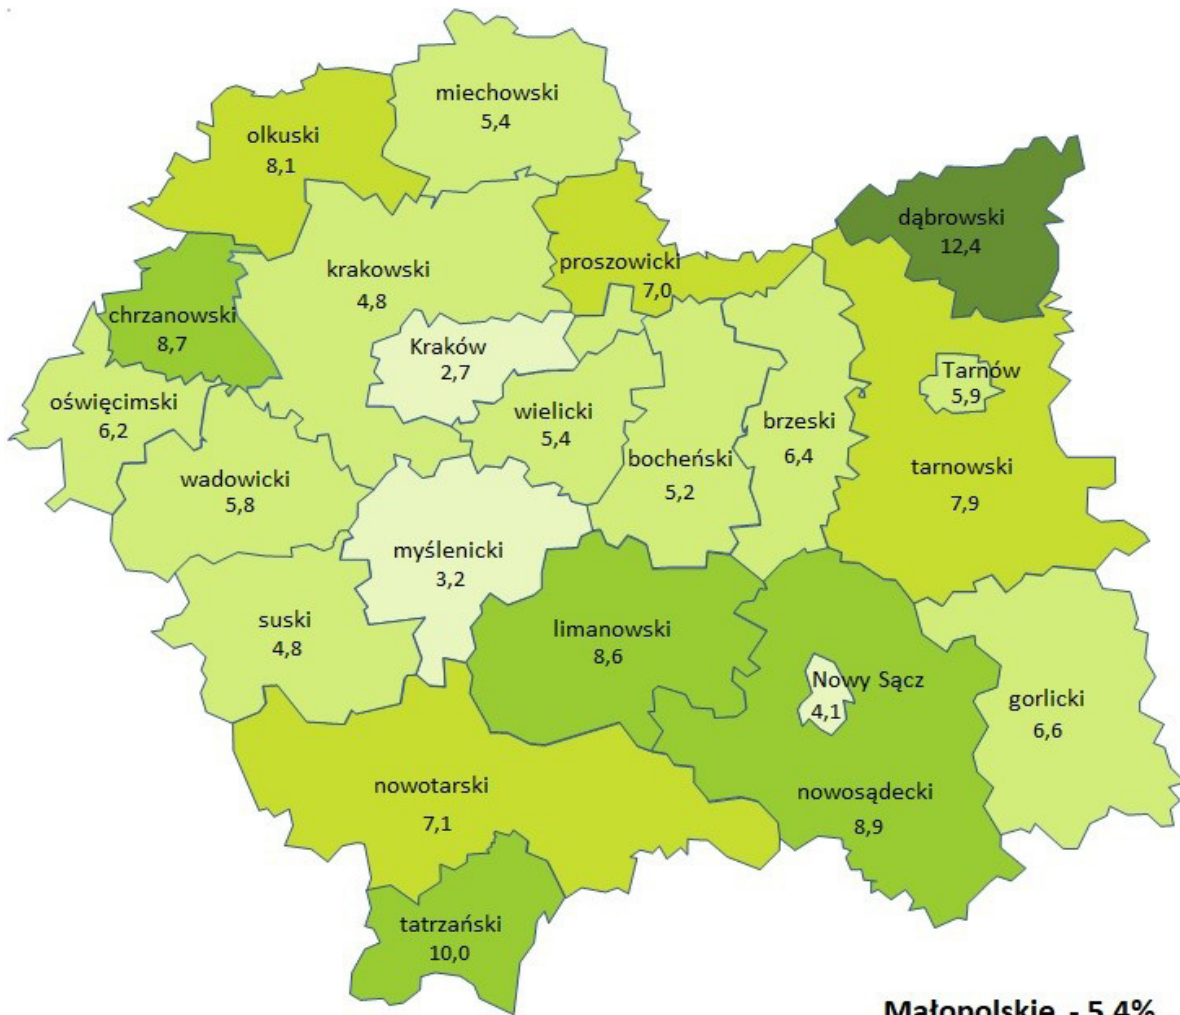 miechowski
5,4
olkuski
8,1
dąbrowski
12,4
krakowski
4,8
proszowicki
7,0
chrzanowski
8,7
Kraków
2,7
Tarnów
5,9
oświęcimski
6,2
wielicki
5,4
brzeski
6,4
bocheński
5,2
tarnowski
7,9
wadowicki
5,8
myślenicki
3,2
suski
4,8
limanowski
8,6
Nowy Sącz
4,1
gorlicki
6,6
nowotarski
7,1
nowosądecki
8,9
tatrzański
10,0
Małopolskie - 5,4%